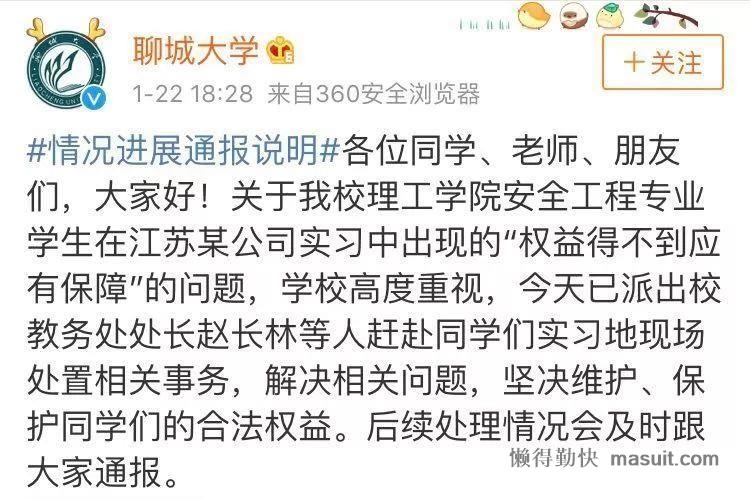 聊城大学
+关注
1-22 18:28 来自360安全浏览器
#情况进展通报说明#各位同学、老师、朋友
们，大家好！关于我校理工学院安全工程专业
学生在江苏某公司实习中出现的“权益得不到应
有保障”的问题，学校高度重视，今天已派出校
教务处处长赵长林等人赶赴同学们实习地现场
处置相关事务，解决相关问题，坚决维护、保
护同学们的合法权益。后续处理情况会及时跟
大家通报。
懒得勤快 masuit.com